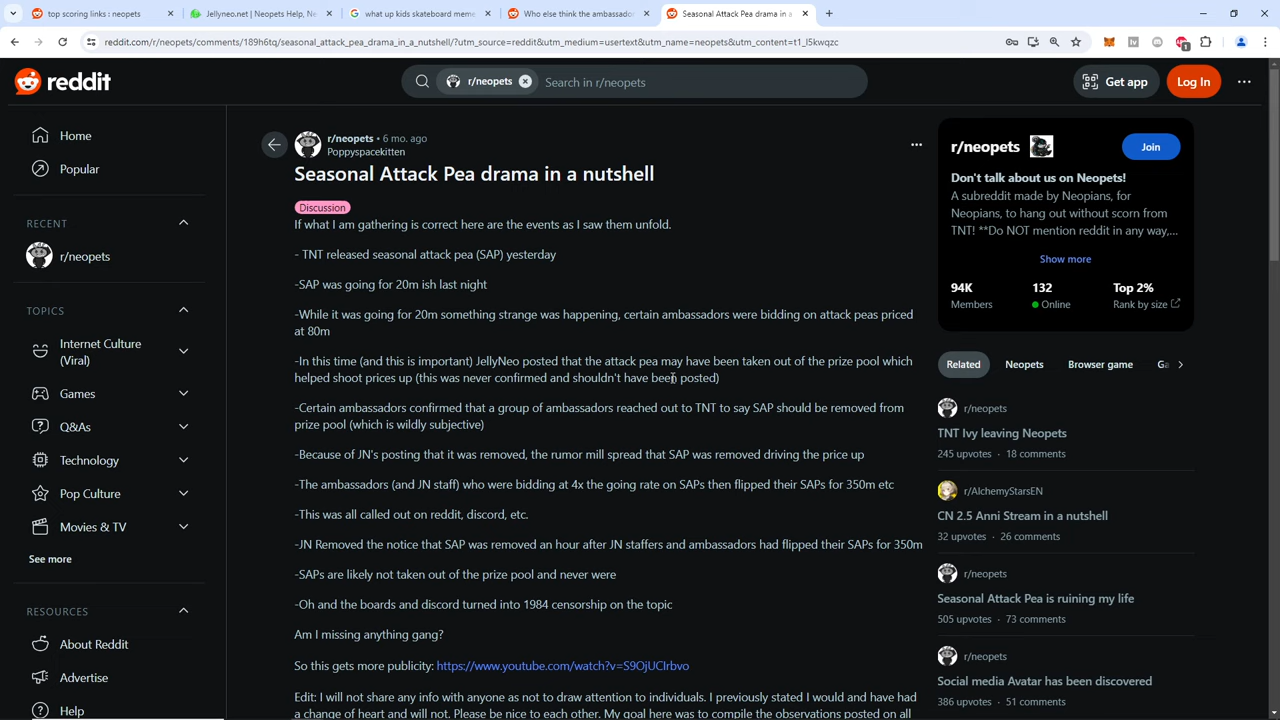 top scoring links : neopets
Jellyneo.net | Neopets Help, Ne
what up kids skateboard meme
Who else think the ambassador
Seasonal Attack Pea drama in a
reddit.com/r/neopets/comments/189h6tq/seasonal_attack_pea_drama_in_a_nutshell/?utm_source=reddit&utm_medium=usertext&utm_name=neopets&utm_content=t1_l5kwqzc
reddit
r/neopets
Search in r/neopets
Get app
Log In
Home
Popular
RECENT
r/neopets
TOPICS
Internet Culture
(Viral)
Games
Q&As
Technology
Pop Culture
Movies & TV
See more
RESOURCES
About Reddit
Advertise
Help
r/neopets • 6 mo. ago
Poppyspacekitten
Seasonal Attack Pea drama in a nutshell
Discussion
If what I am gathering is correct here are the events as I saw them unfold.
- TNT released seasonal attack pea (SAP) yesterday
-SAP was going for 20m ish last night
-While it was going for 20m something strange was happening, certain ambassadors were bidding on attack peas priced
at 80m
-In this time (and this is important) JellyNeo posted that the attack pea may have been taken out of the prize pool which
helped shoot prices up (this was never confirmed and shouldn't have been posted)
-Certain ambassadors confirmed that a group of ambassadors reached out to TNT to say SAP should be removed from
prize pool (which is wildly subjective)
-Because of JN's posting that it was removed, the rumor mill spread that SAP was removed driving the price up
-The ambassadors (and JN staff) who were bidding at 4x the going rate on SAPs then flipped their SAPs for 350m etc
-This was all called out on reddit, discord, etc.
-JN Removed the notice that SAP was removed an hour after JN staffers and ambassadors had flipped their SAPs for 350m
-SAPs are likely not taken out of the prize pool and never were
-Oh and the boards and discord turned into 1984 censorship on the topic
Am I missing anything gang?
So this gets more publicity: https://www.youtube.com/watch?v=S9OjUCIrbvo
Edit: I will not share any info with anyone as not to draw attention to individuals. I previously stated I would and have had
a change of heart and will not. Please be nice to each other. My goal here was to compile the observations posted on all
r/neopets
Join
Don't talk about us on Neopets!
A subreddit made by Neopians, for
Neopians, to hang out without scorn from
TNT! **Do NOT mention reddit in any way,...
Show more
94K
Members
132
Online
Top 2%
Rank by size
Related
Neopets
Browser game
Ga
r/neopets
TNT Ivy leaving Neopets
245 upvotes • 18 comments
r/AlchemyStarsEN
CN 2.5 Anni Stream in a nutshell
32 upvotes • 26 comments
r/neopets
Seasonal Attack Pea is ruining my life
505 upvotes • 73 comments
r/neopets
Social media Avatar has been discovered
386 upvotes • 51 comments